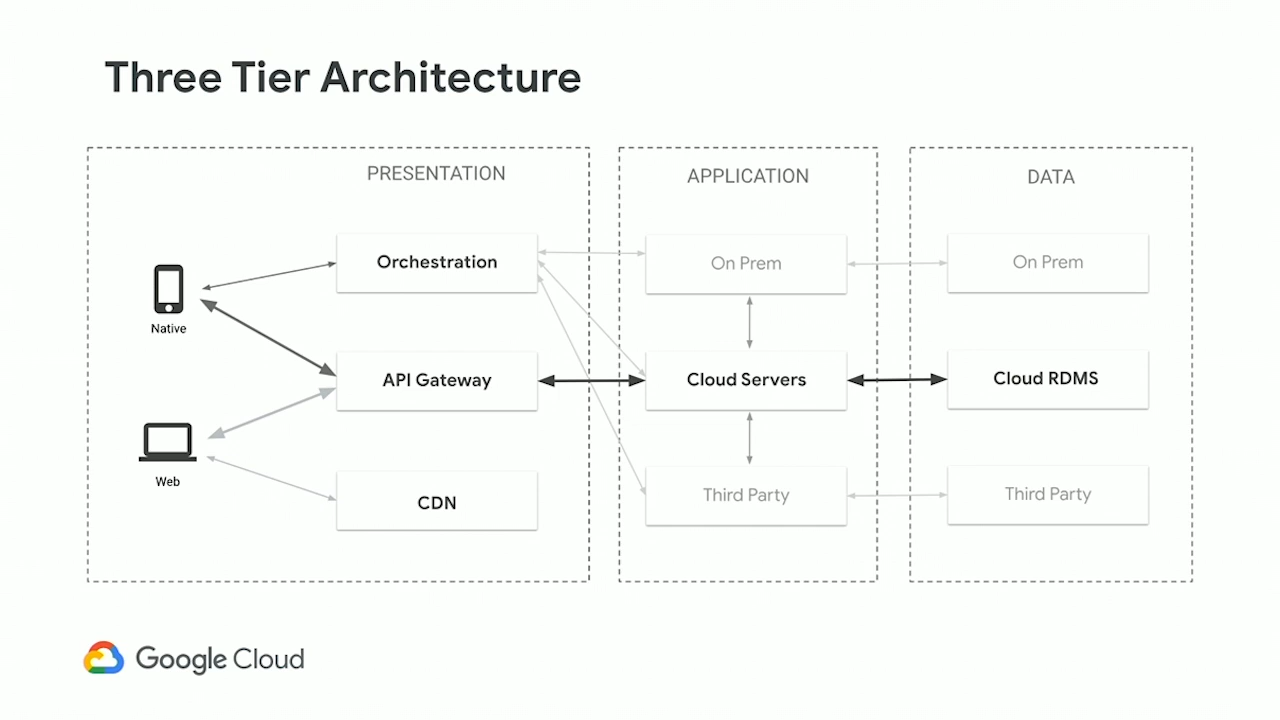 Three Tier Architecture
PRESENTATION
APPLICATION
DATA
Orchestration
On Prem
On Prem
Native
API Gateway
Cloud Servers
Cloud RDMS
Web
CDN
Third Party
Third Party
Google Cloud